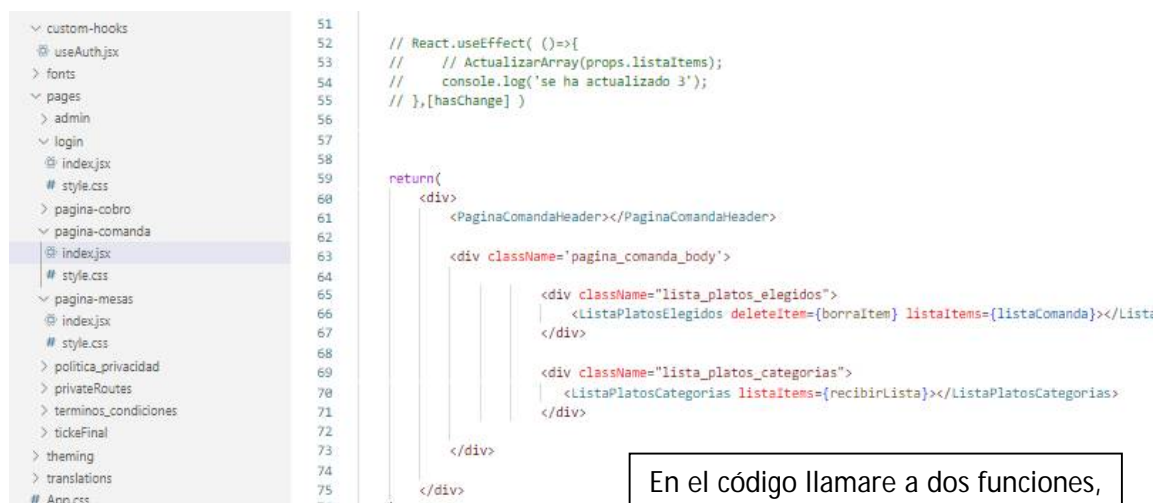 custom-hooks
useAuth.jsx
fonts
pages
admin
login
index.jsx
style.css
pagina-cobro
pagina-comanda
index.jsx
style.css
pagina-mesas
index.jsx
style.css
politica_privacidad
privateRoutes
terminos_condiciones
tickeFinal
theming
translations
App.css
51
52 // React.useEffect( ()=>{
53 //     // ActualizarArray(props.listaItems);
54 //     console.log('se ha actualizado 3');
55 // },[hasChange] )
56
57
58
59 return(
60 <div>
61 <PaginaComandaHeader></PaginaComandaHeader>
62
63 <div className='pagina_comanda_body'>
64
65 <div className="lista_platos_elegidos">
66 <ListaPlatosElegidos deleteItem={borraItem} listaItems={listaComanda}></Lista
67 </div>
68
69 <div className="lista_platos_categorias">
70 <ListaPlatosCategorias listaItems={recibirLista}></ListaPlatosCategorias>
71 </div>
72
73 </div>
74
75 </div>
En el código llamare a dos funciones,